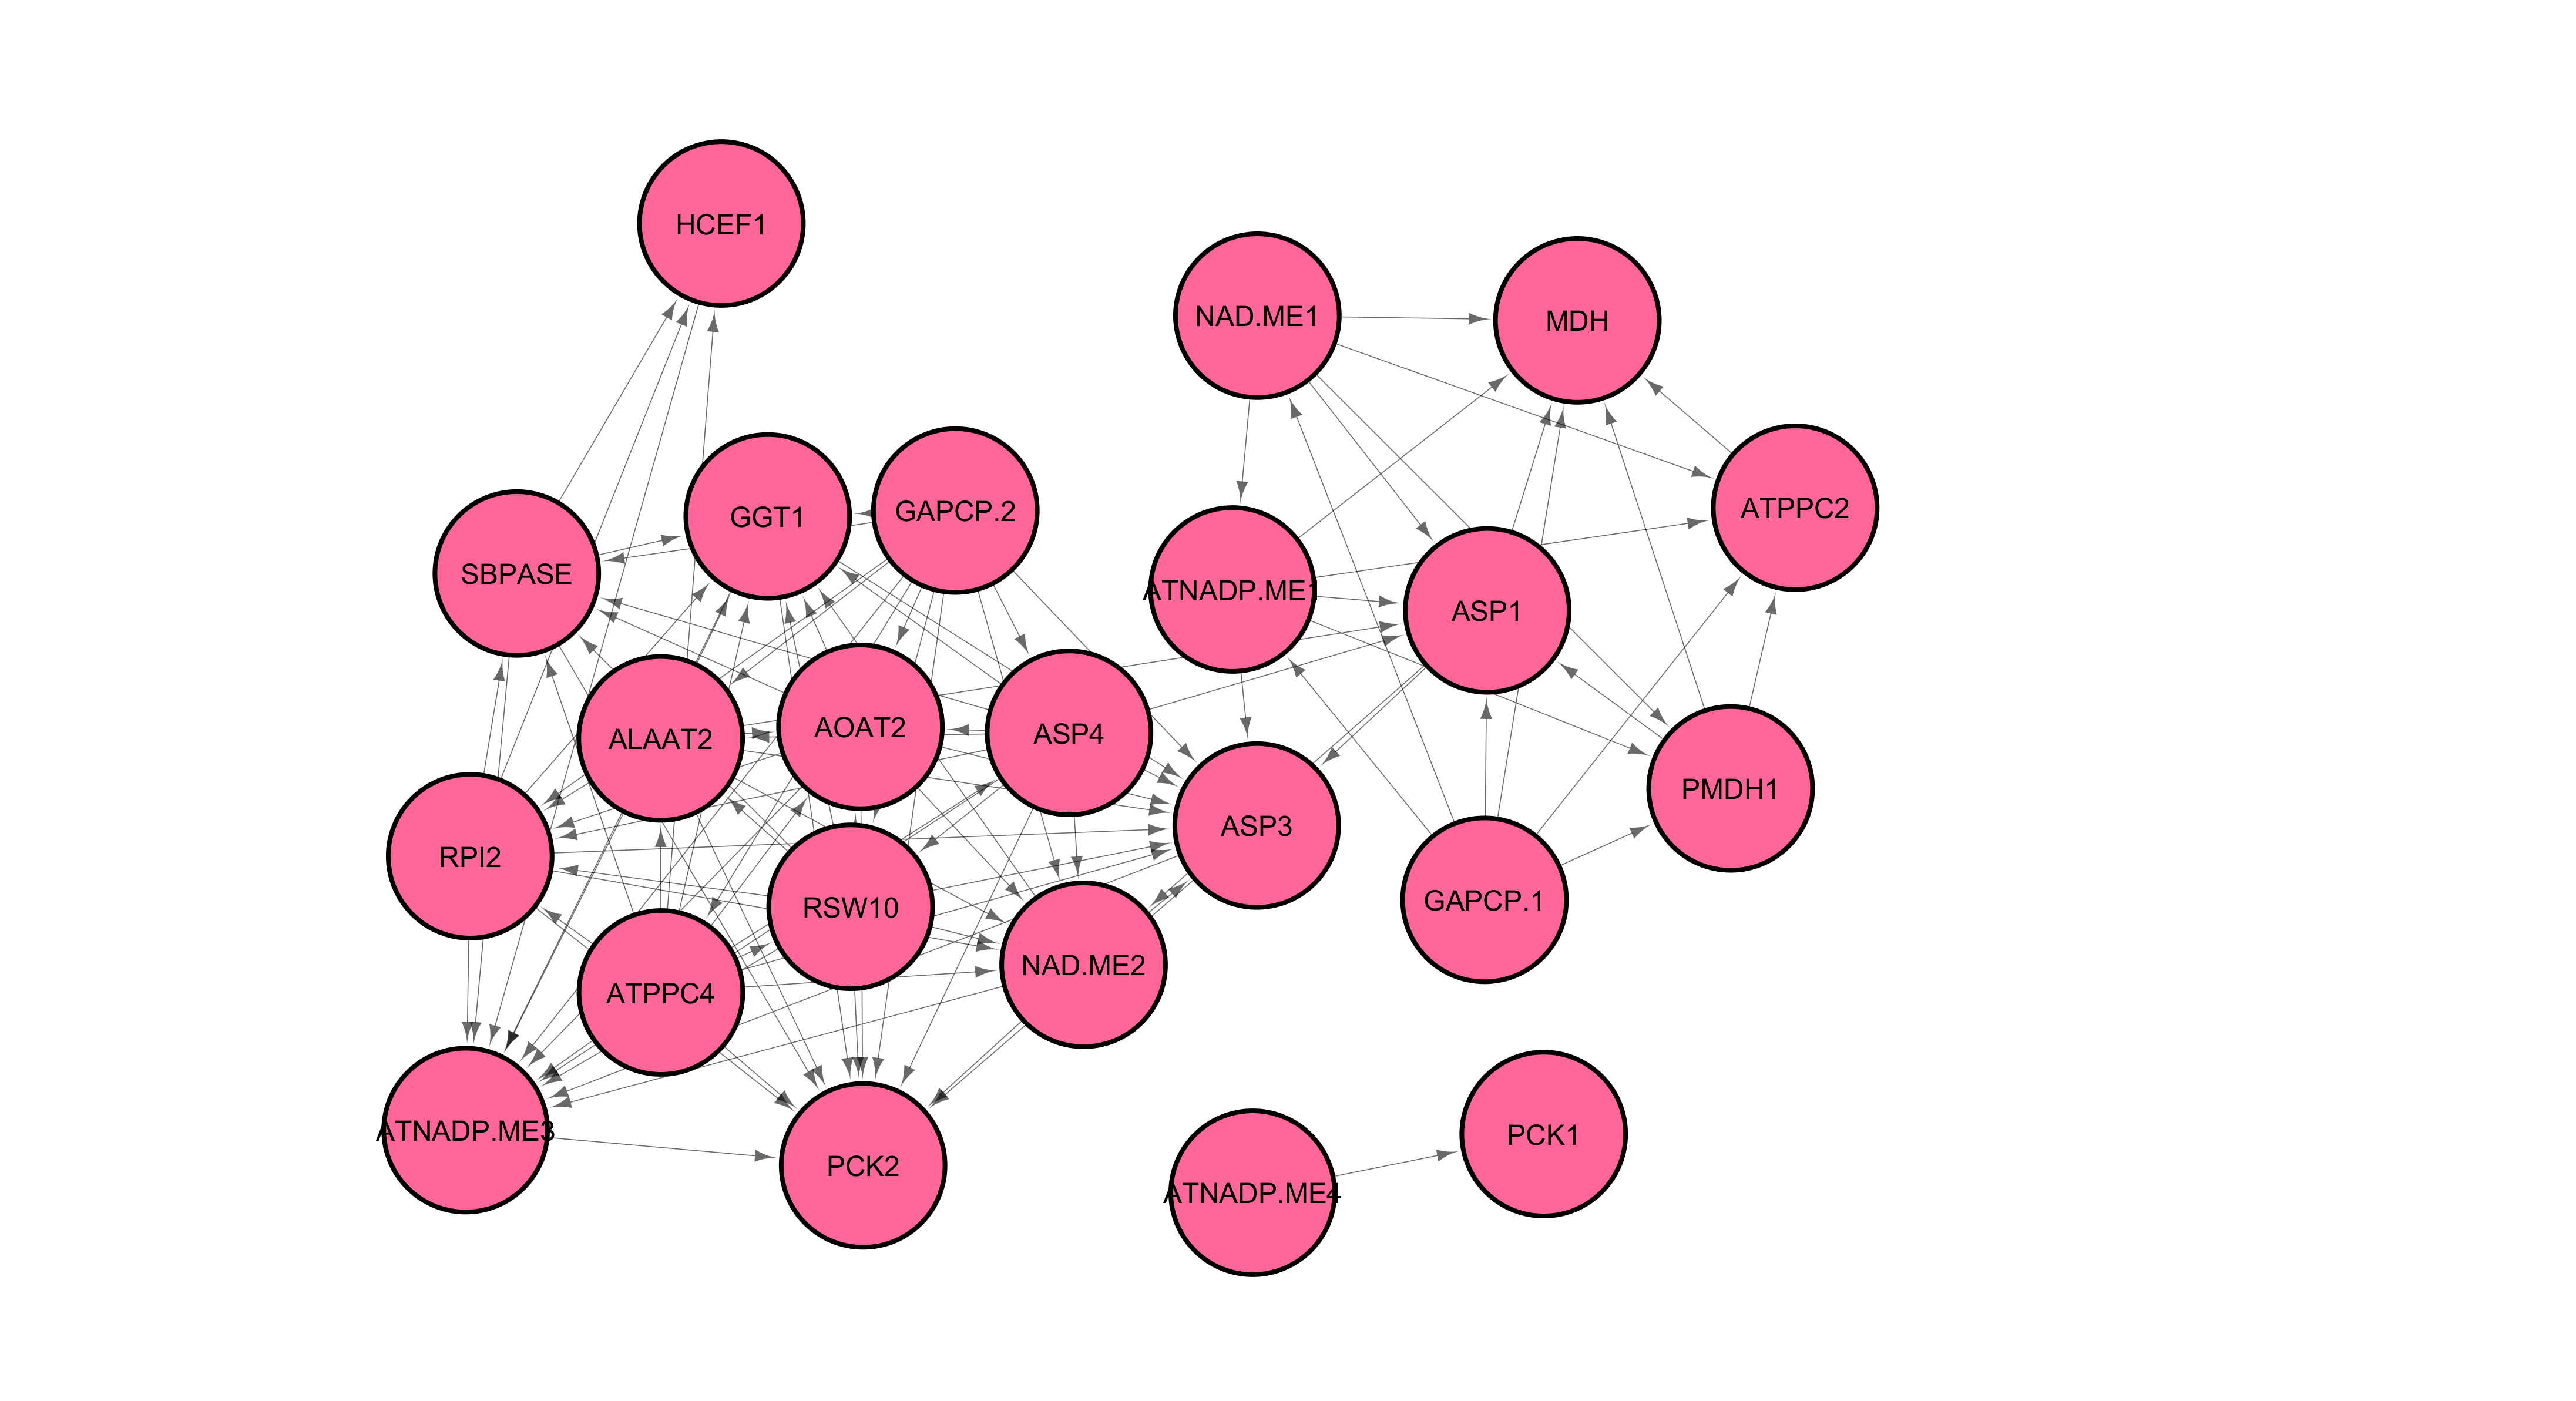 HCEF1
NAD.ME1
MDH
GGT1
GAPCP.2
ATPPC2
SBPASE
ATNADP.ME1
ASP1
ALAAT2
AOAT2
ASP4
PMDH1
RPI2
ASP3
RSW10
GAPCP.1
ATPPC4
NAD.ME2
ATNADP.ME3
PCK2
PCK1
ATNADP.ME4